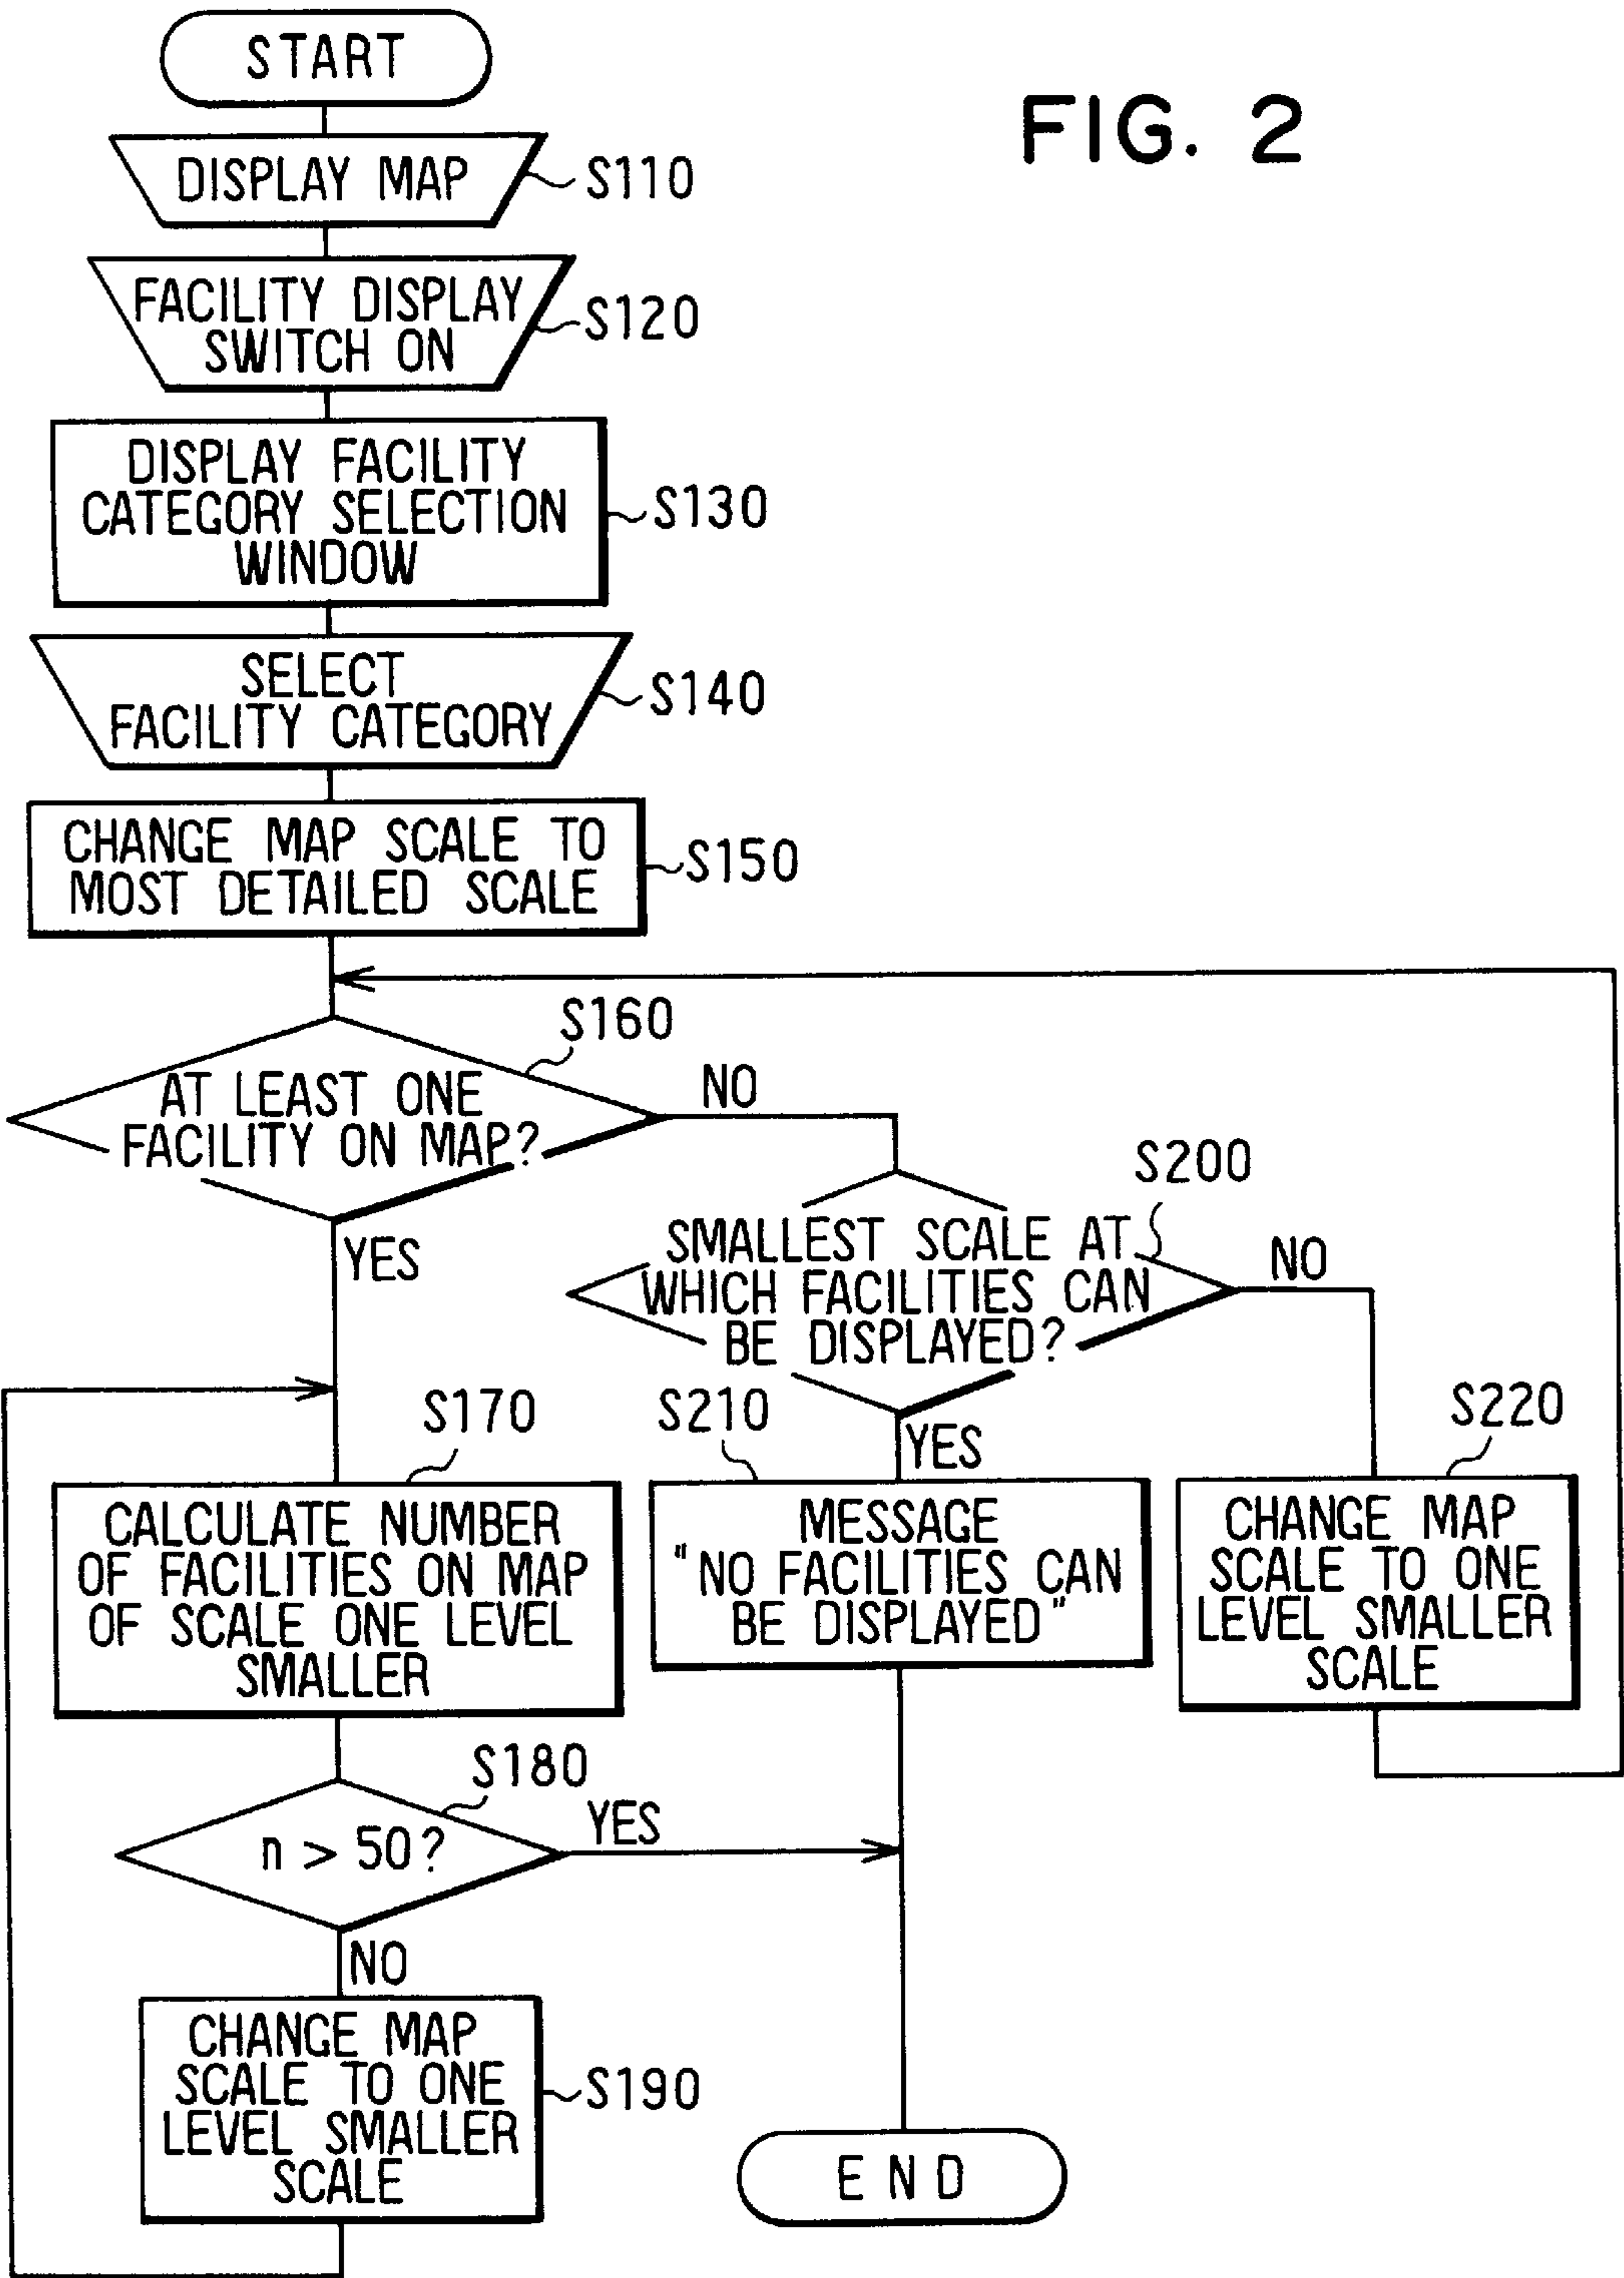 START
FIG. 2
DISPLAY MAP
S110
FACILITY DISPLAY
SWITCH ON
S120
DISPLAY FACILITY
CATEGORY SELECTION
WINDOW
S130
SELECT
FACILITY CATEGORY
S140
CHANGE MAP SCALE TO
MOST DETAILED SCALE
S150
S160
AT LEAST ONE
FACILITY ON MAP?
NO
YES
S200
SMALLEST SCALE AT
WHICH FACILITIES CAN
BE DISPLAYED?
NO
YES
S170
CALCULATE NUMBER
OF FACILITIES ON MAP
OF SCALE ONE LEVEL
SMALLER
S210
MESSAGE
"NO FACILITIES CAN
BE DISPLAYED"
S220
CHANGE MAP
SCALE TO ONE
LEVEL SMALLER
SCALE
S180
n > 50?
YES
NO
CHANGE MAP
SCALE TO ONE
LEVEL SMALLER
SCALE
S190
END